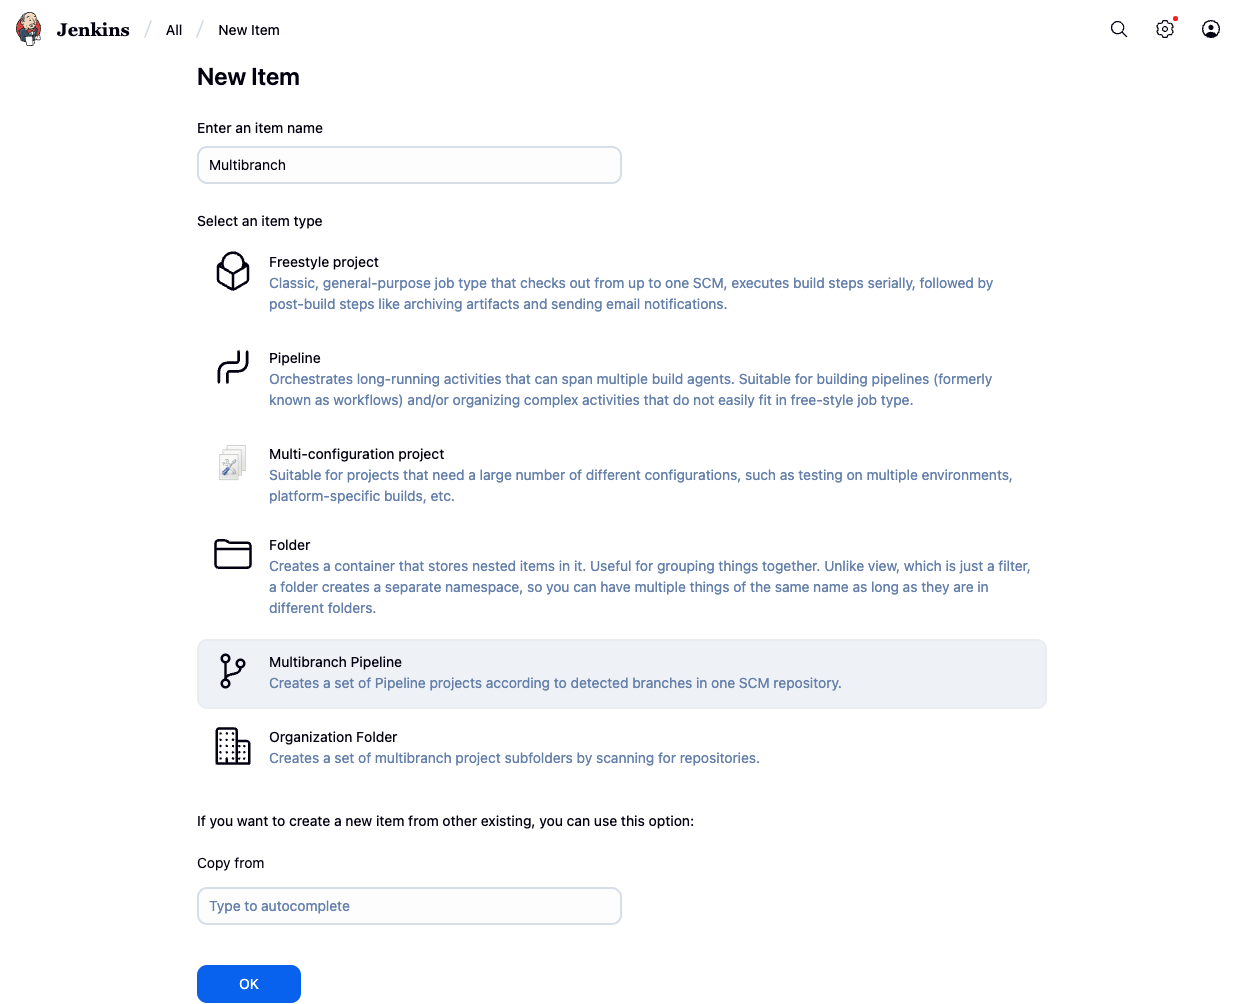 Jenkins / All / New Item
New Item
Enter an item name
Multibranch
Select an item type
Freestyle project
Classic, general-purpose job type that checks out from up to one SCM, executes build steps serially, followed by
post-build steps like archiving artifacts and sending email notifications.
Pipeline
Orchestrates long-running activities that can span multiple build agents. Suitable for building pipelines (formerly
known as workflows) and/or organizing complex activities that do not easily fit in free-style job type.
Multi-configuration project
Suitable for projects that need a large number of different configurations, such as testing on multiple environments,
platform-specific builds, etc.
Folder
Creates a container that stores nested items in it. Useful for grouping things together. Unlike view, which is just a filter,
a folder creates a separate namespace, so you can have multiple things of the same name as long as they are in
different folders.
Multibranch Pipeline
Creates a set of Pipeline projects according to detected branches in one SCM repository.
Organization Folder
Creates a set of multibranch project subfolders by scanning for repositories.
If you want to create a new item from other existing, you can use this option:
Copy from
Type to autocomplete
OK